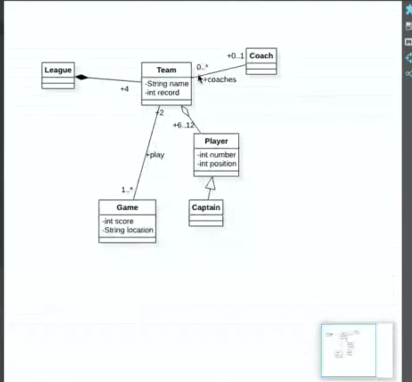 +0..1
Coach
League
Team
0..*
+coaches
-String name
-int record
+4
+2
+6..12
Player
-int number
-int position
+play
1..*
Game
Captain
-int score
-String location